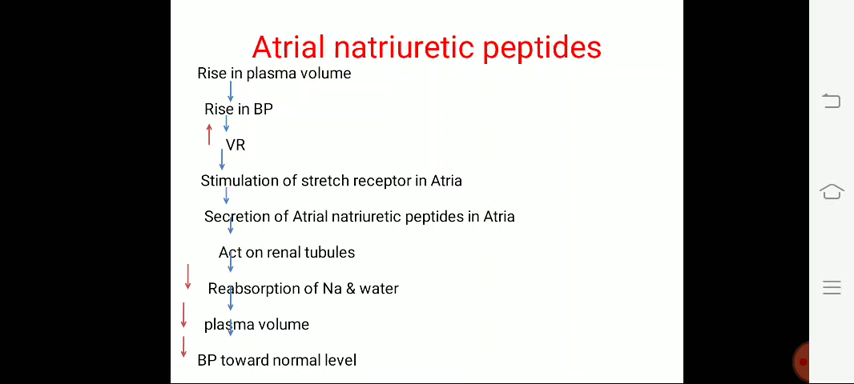 Atrial natriuretic peptides
Rise in plasma volume
Rise in BP
VR
Stimulation of stretch receptor in Atria
Secretion of Atrial natriuretic peptides in Atria
Act on renal tubules
Reabsorption of Na & water
plasma volume
BP toward normal level